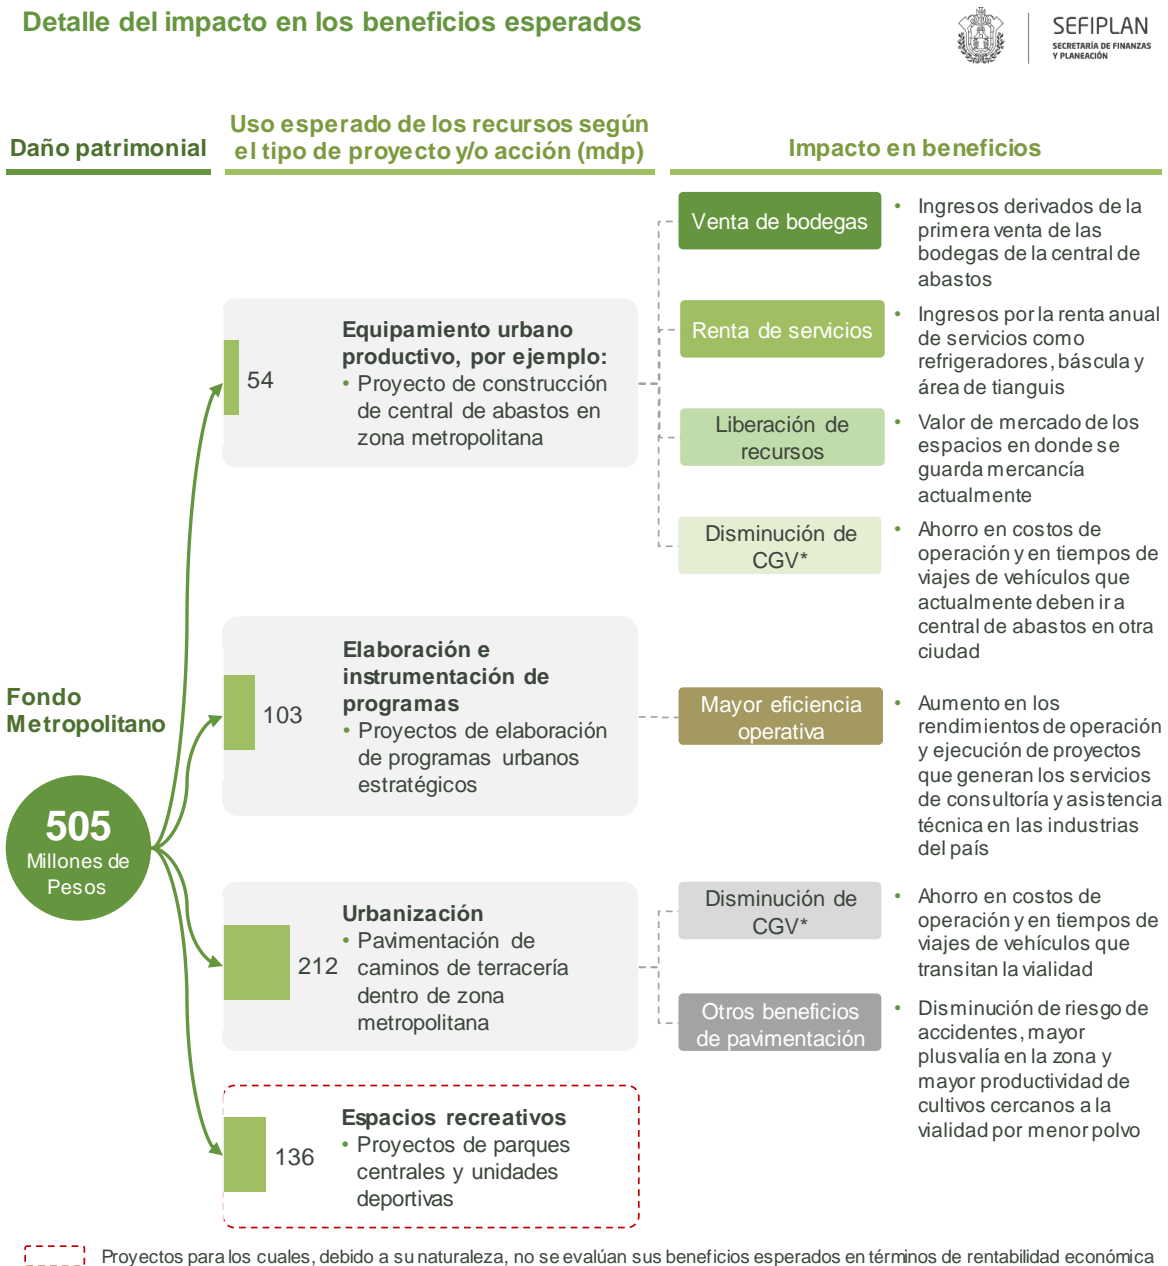 Detalle del impacto en los beneficios esperados
SEFIPLAN
SECRETARÍA DE FINANZAS
Y PLANEACIÓN
Daño patrimonial
Uso esperado de los recursos según
el tipo de proyecto y/o acción (mdp)
Impacto en beneficios
Fondo
Metropolitano
505
Millones de
Pesos
54
Equipamiento urbano
productivo, por ejemplo:
• Proyecto de construcción
de central de abastos en
zona metropolitana
Venta de bodegas
• Ingresos derivados de la
primera venta de las
bodegas de la central de
abastos
Renta de servicios
• Ingresos por la renta anual
de servicios como
refrigeradores, báscula y
área de tianguis
Liberación de
recursos
• Valor de mercado de los
espacios en donde se
guarda mercancía
actualmente
Disminución de
CGV*
• Ahorro en costos de
operación y en tiempos de
viajes de vehículos que
actualmente deben ir a
central de abastos en otra
ciudad
103
Elaboración e
instrumentación de
programas
• Proyectos de elaboración
de programas urbanos
estratégicos
Mayor eficiencia
operativa
• Aumento en los
rendimientos de operación
y ejecución de proyectos
que generan los servicios
de consultoría y asistencia
técnica en las industrias
del país
212
Urbanización
• Pavimentación de
caminos de terracería
dentro de zona
metropolitana
Disminución de
CGV*
• Ahorro en costos de
operación y en tiempos de
viajes de vehículos que
transitan la vialidad
Otros beneficios
de pavimentación
• Disminución de riesgo de
accidentes, mayor
plusvalía en la zona y
mayor productividad de
cultivos cercanos a la
vialidad por menor polvo
136
Espacios recreativos
• Proyectos de parques
centrales y unidades
deportivas
Proyectos para los cuales, debido a su naturaleza, no se evalúan sus beneficios esperados en términos de rentabilidad económica